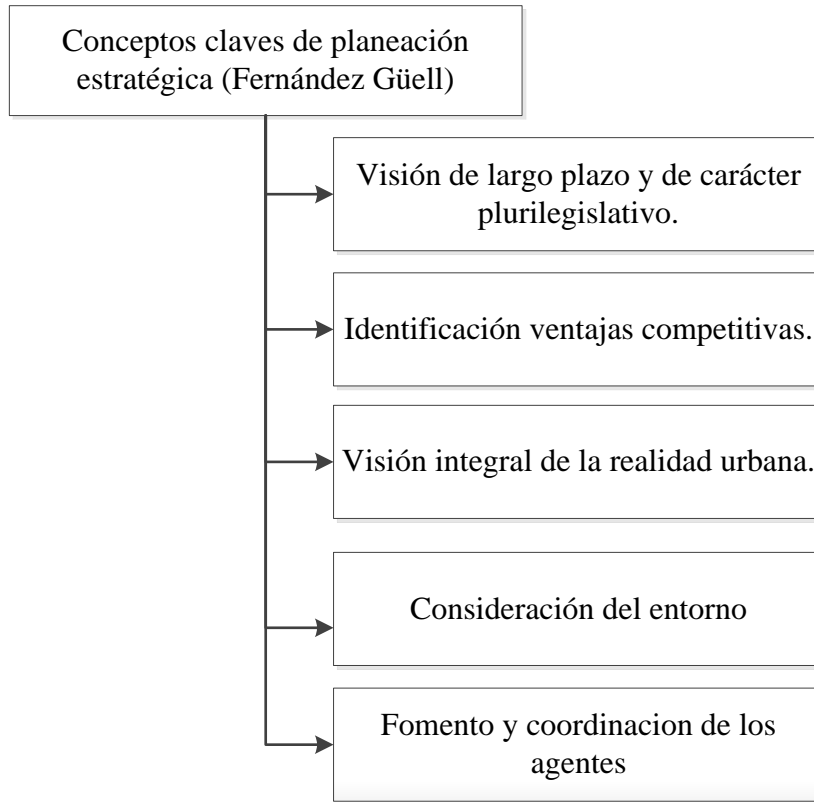 Conceptos claves de planeación
estratégica (Fernández Güell)
Visión de largo plazo y de carácter
plurilegislativo.
Identificación ventajas competitivas.
Visión integral de la realidad urbana.
Consideración del entorno
Fomento y coordinacion de los
agentes